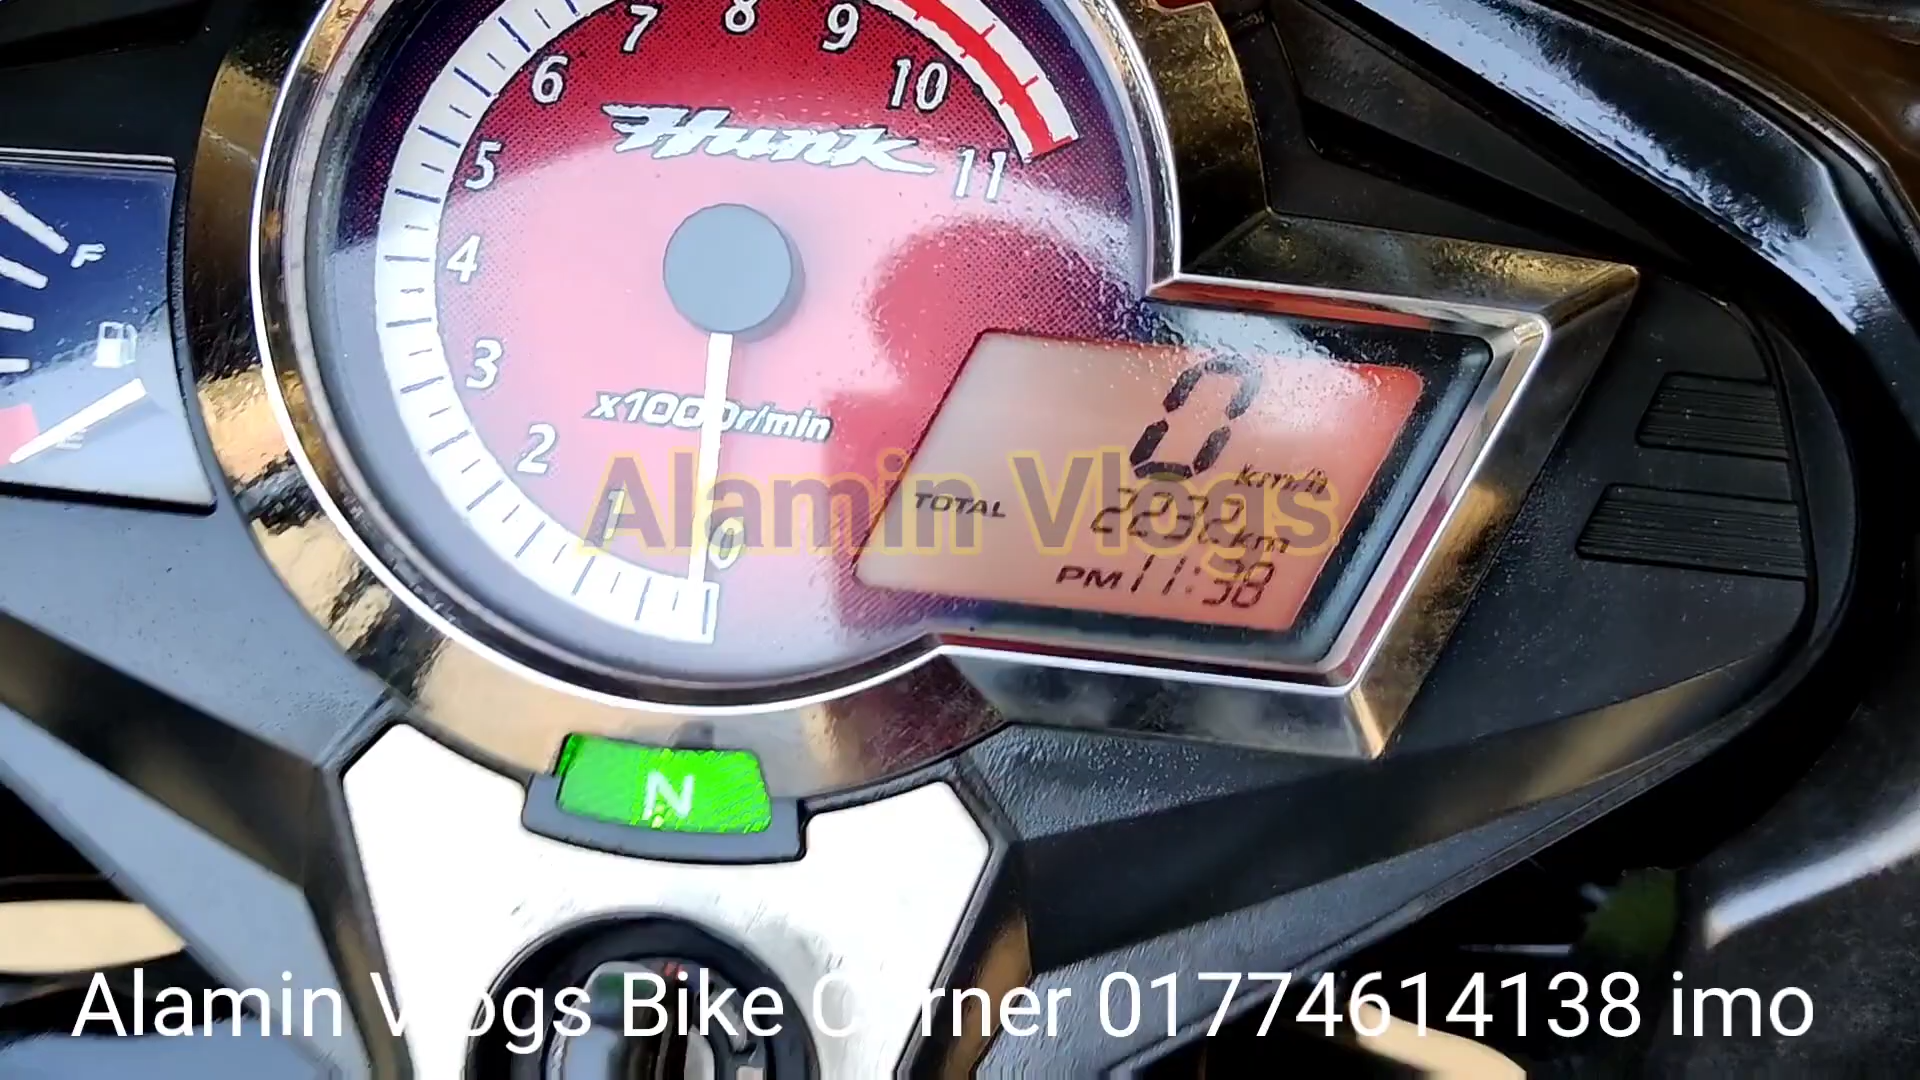 7
8
9
6
10
Hunk
5
11
F
4
3
0
km/h
x1000r/min
2
Alamin Vlogs
TOTAL
km
1
0
PM 11:38
E
N
Alamin Vlogs Bike Corner 01774614138 imo